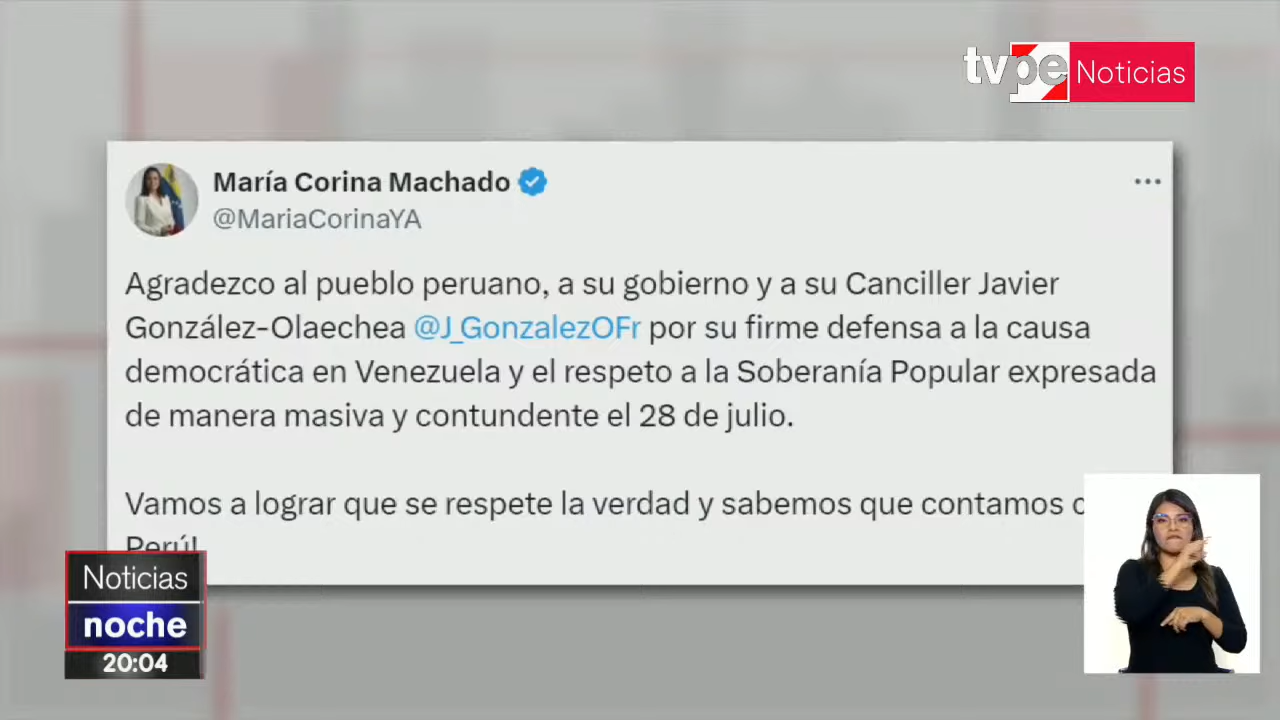 tvpe Noticias
María Corina Machado
@MariaCorinaYA
Agradezco al pueblo peruano, a su gobierno y a su Canciller Javier
González-Olaechea @J_GonzalezOFr por su firme defensa a la causa
democrática en Venezuela y el respeto a la Soberanía Popular expresada
de manera masiva y contundente el 28 de julio.
Vamos a lograr que se respete la verdad y sabemos que contamos
Perú!
Noticias
noche
20:04